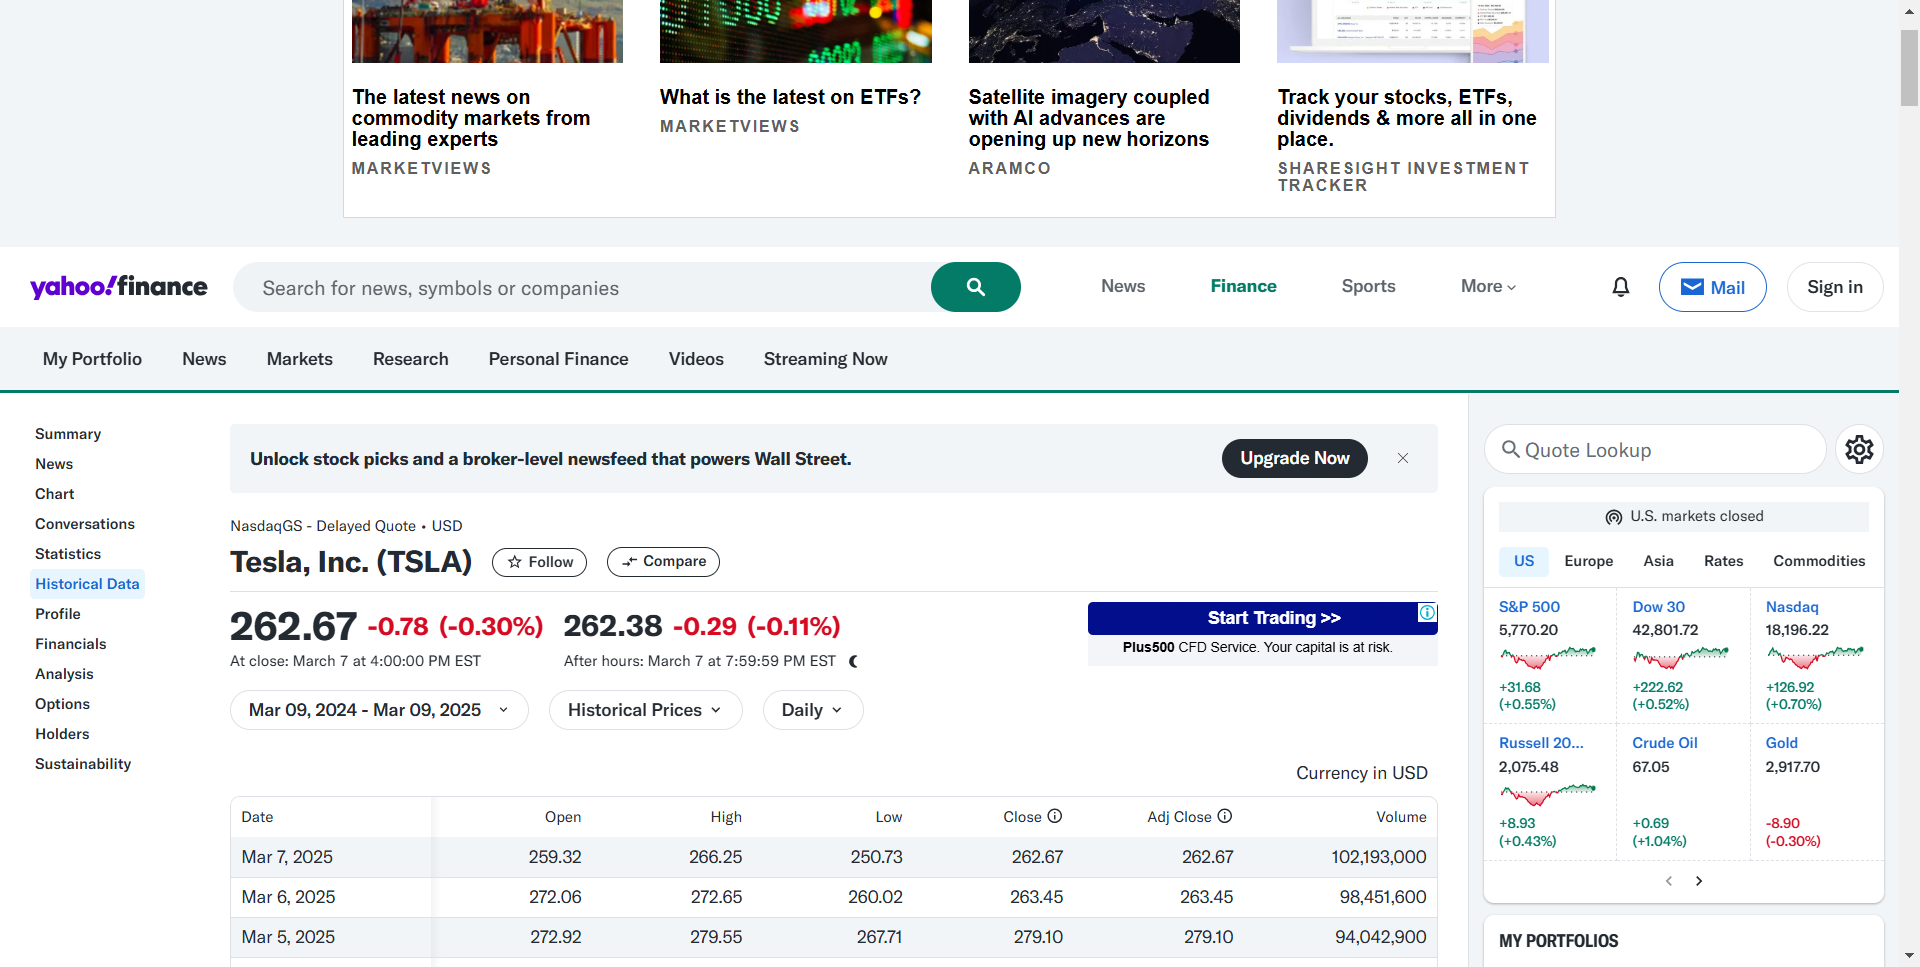 The latest news on
commodity markets from
leading experts
MARKETVIEWS
What is the latest on ETFs?
MARKETVIEWS
Satellite imagery coupled
with AI advances are
opening up new horizons
ARAMCO
Track your stocks, ETFs,
dividends & more all in one
place.
SHARESIGHT INVESTMENT
TRACKER
yahoo!finance
Search for news, symbols or companies
News
Finance
Sports
More
Mail
Sign in
My Portfolio
News
Markets
Research
Personal Finance
Videos
Streaming Now
Summary
News
Chart
Conversations
Statistics
Historical Data
Profile
Financials
Analysis
Options
Holders
Sustainability
Unlock stock picks and a broker-level newsfeed that powers Wall Street.
Upgrade Now
NasdaqGS - Delayed Quote • USD
Tesla, Inc. (TSLA)
Follow
Compare
262.67 -0.78 (-0.30%)
At close: March 7 at 4:00:00 PM EST
262.38 -0.29 (-0.11%)
After hours: March 7 at 7:59:59 PM EST
Start Trading >>
Plus500 CFD Service. Your capital is at risk.
Mar 09, 2024 - Mar 09, 2025
Historical Prices
Daily
Currency in USD
Date Open High Low Close Adj Close Volume
Mar 7, 2025 259.32 266.25 250.73 262.67 262.67 102,193,000
Mar 6, 2025 272.06 272.65 260.02 263.45 263.45 98,451,600
Mar 5, 2025 272.92 279.55 267.71 279.10 279.10 94,042,900
Quote Lookup
U.S. markets closed
US Europe Asia Rates Commodities
S&P 500
5,770.20
+31.68
(+0.55%)
Dow 30
42,801.72
+222.62
(+0.52%)
Nasdaq
18,196.22
+126.92
(+0.70%)
Russell 20...
2,075.48
+8.93
(+0.43%)
Crude Oil
67.05
+0.69
(+1.04%)
Gold
2,917.70
-8.90
(-0.30%)
MY PORTFOLIOS